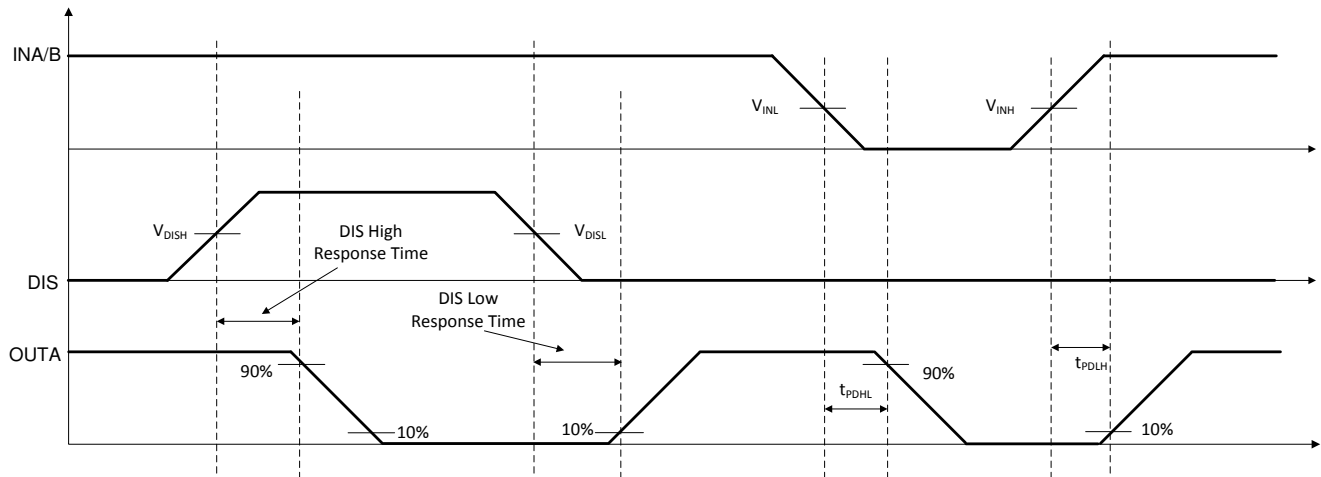 INA/B
V_INL
V_INH
V_DISH
DIS High
Response Time
V_DISL
DIS
DIS Low
Response Time
OUTA
90%
10%
10%
t_PDHL
90%
t_PDLH
10%